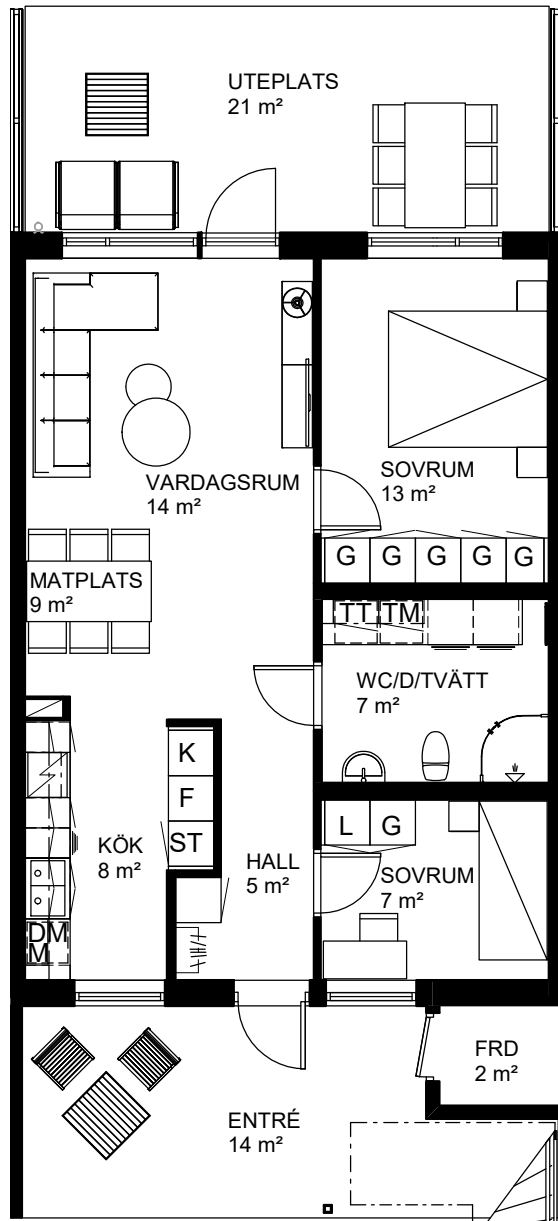 UTEPLATS
21 m²
VARDAGSRUM
14 m²
SOVRUM
13 m²
G G G G G
MATPLATS
9 m²
TT TM
WC/D/TVÄTT
7 m²
K
F
ST
KÖK
8 m²
HALL
5 m²
L G
SOVRUM
7 m²
DM
M
FRD
2 m²
ENTRÉ
14 m²